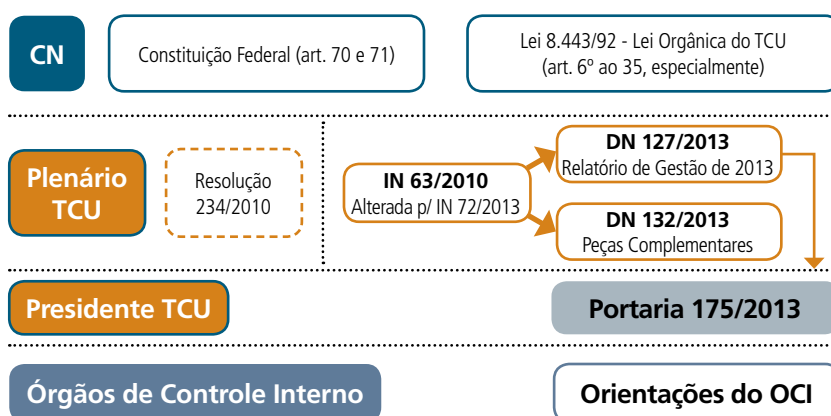 CN
Constituição Federal (art. 70 e 71)
Lei 8.443/92 - Lei Orgânica do TCU
(art. 6º ao 35, especialmente)
Plenário
TCU
Resolução
234/2010
IN 63/2010
Alterada p/ IN 72/2013
DN 127/2013
Relatório de Gestão de 2013
DN 132/2013
Peças Complementares
Presidente TCU
Portaria 175/2013
Órgãos de Controle Interno
Orientações do OCI